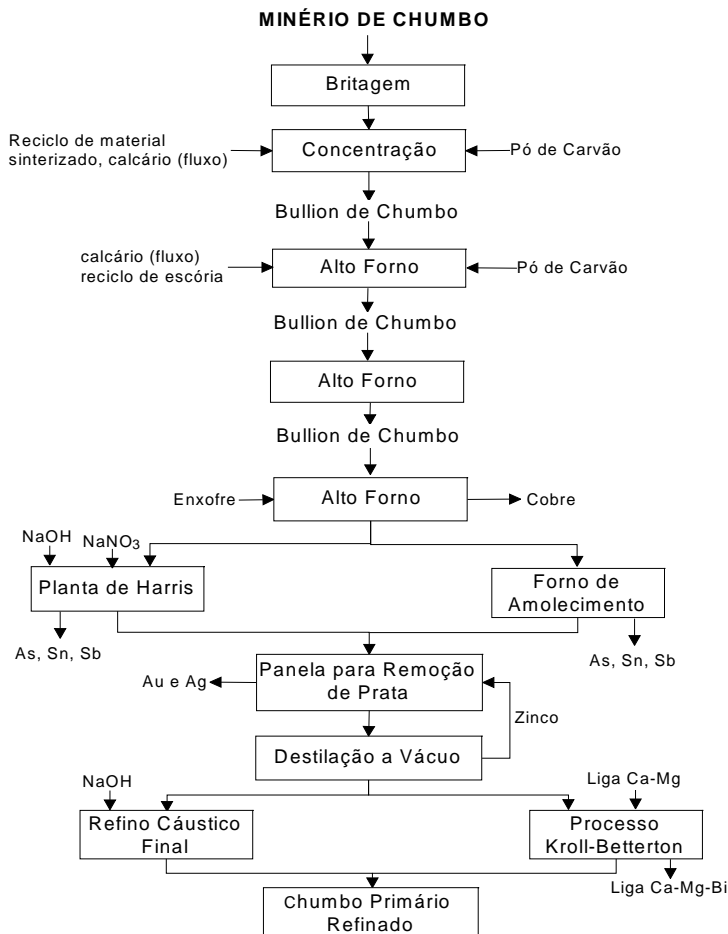 MINÉRIO DE CHUMBO
Britagem
Reciclo de material
sinterizado, calcário (fluxo)
Concentração
Pó de Carvão
Bullion de Chumbo
calcário (fluxo)
reciclo de escória
Alto Forno
Pó de Carvão
Bullion de Chumbo
Alto Forno
Bullion de Chumbo
Enxofre
Alto Forno
Cobre
NaOH
NaNO3
Planta de Harris
Forno de
Amolecimento
As, Sn, Sb
As, Sn, Sb
Au e Ag
Panela para Remoção
de Prata
Zinco
Destilação a Vácuo
NaOH
Liga Ca-Mg
Refino Cáustico
Final
Processo
Kroll-Betterton
Liga Ca-Mg-Bi
Chumbo Primário
Refinado